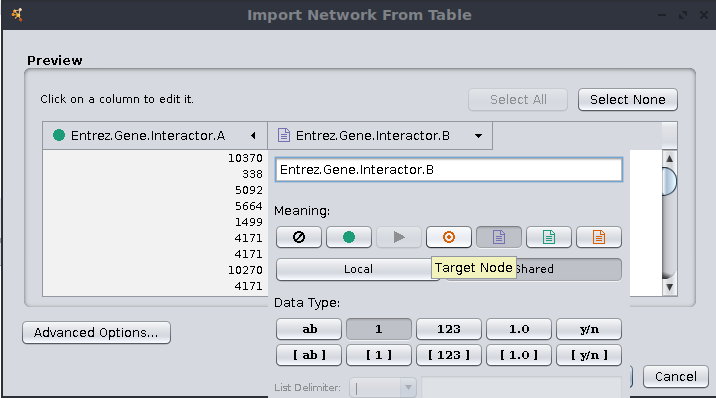 Import Network From Table
Preview
Click on a column to edit it.
Select All
Select None
Entrez.Gene.Interactor.A
Entrez.Gene.Interactor.B
10370
338
5092
5664
1499
4171
4171
10270
4171
Entrez.Gene.Interactor.B
Meaning:
Local
Shared
Target Node
Data Type:
ab
1
123
1.0
y/n
[ ab ]
[ 1 ]
[ 123 ]
[ 1.0 ]
[ y/n ]
List Delimiter:
|
Advanced Options...
Cancel